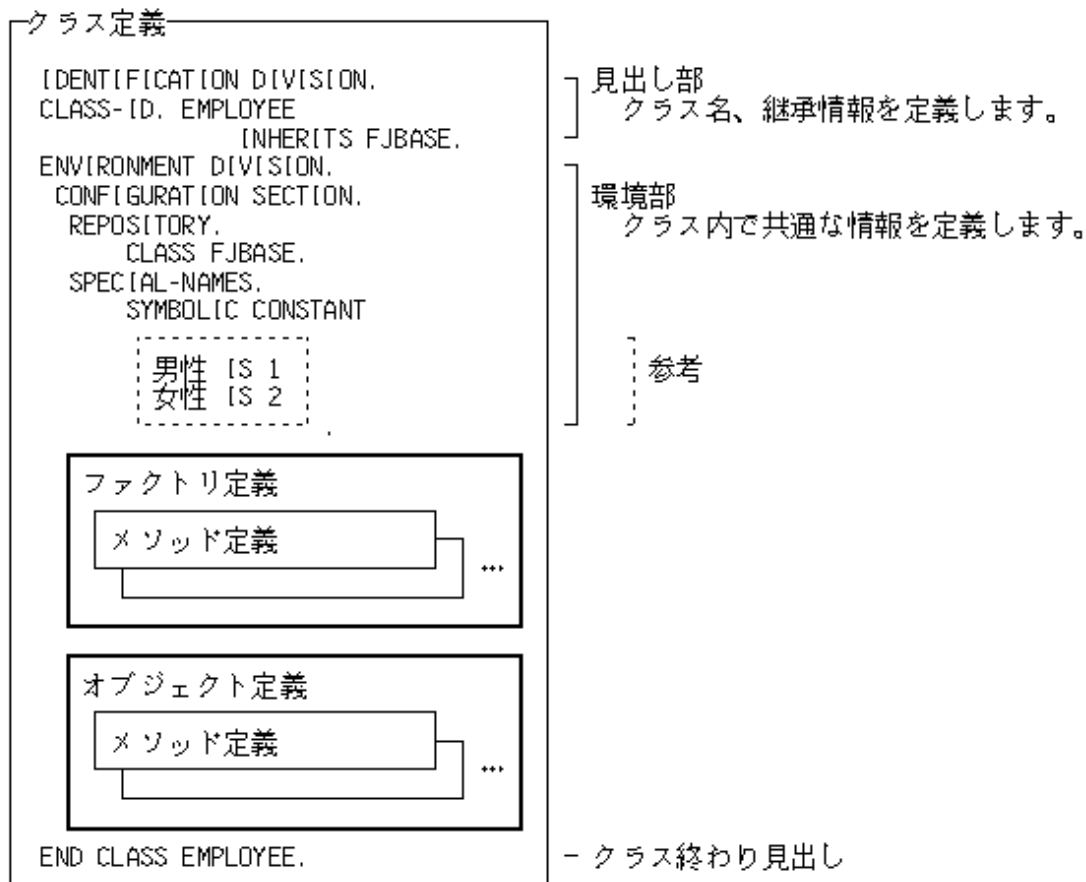 クラス定義
IDENTIFICATION DIVISION.
CLASS-ID. EMPLOYEE
INHERITS FJBASE.
ENVIRONMENT DIVISION.
CONFIGURATION SECTION.
REPOSITORY.
CLASS FJBASE.
SPECIAL-NAMES.
SYMBOLIC CONSTANT
男性 IS 1
女性 IS 2
.
見出し部
クラス名、継承情報を定義します。
環境部
クラス内で共通な情報を定義します。
参考
ファクトリ定義
メソッド定義
…
オブジェクト定義
メソッド定義
…
END CLASS EMPLOYEE.
クラス終わり見出し